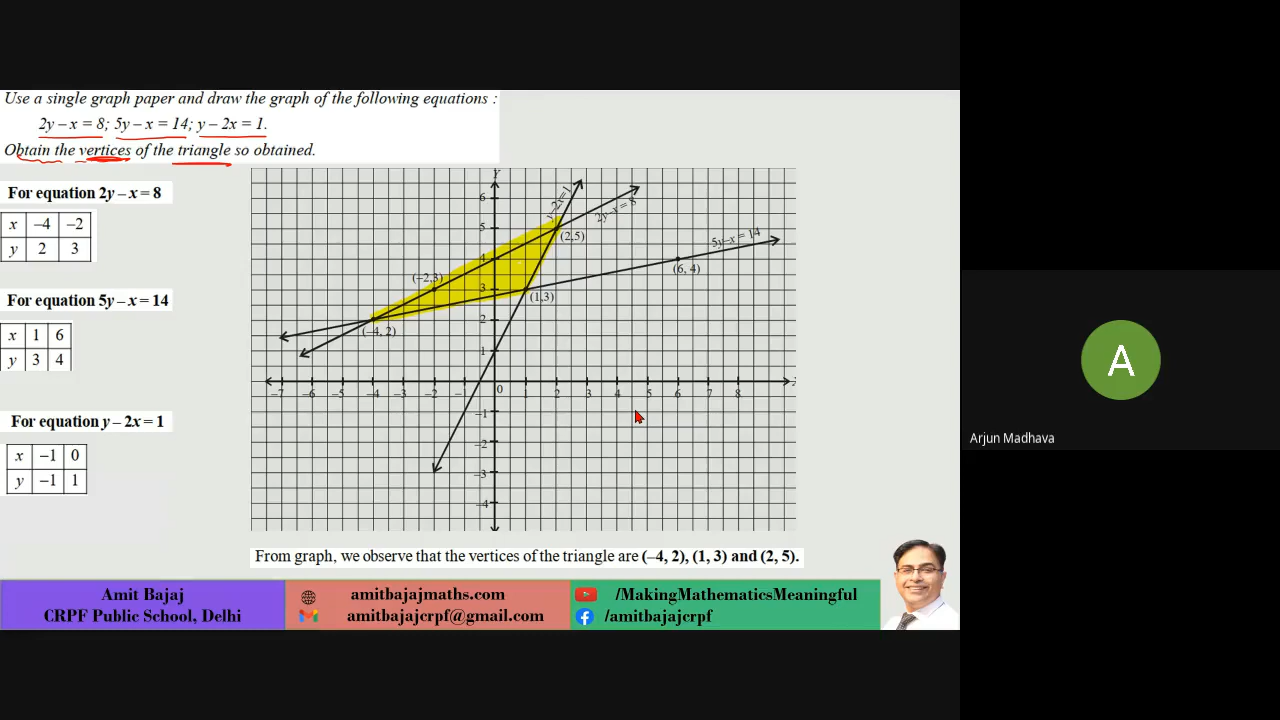 Use a single graph paper and draw the graph of the following equations :
2y – x = 8; 5y – x = 14; y – 2x = 1.
Obtain the vertices of the triangle so obtained.
For equation 2y – x = 8
x –4 –2
y 2 3
For equation 5y – x = 14
x 1 6
y 3 4
For equation y – 2x = 1
x –1 0
y –1 1
Y
6
5
4
3
2
1
–1
–2
–3
–4
–7 –6 –5 –4 –3 –2 –1 0 1 2 3 4 5 6 7 8
y–2x=1
2y–x= 8
5y–x = 14
(2,5)
(–2,3)
(6, 4)
(1,3)
(–4, 2)
From graph, we observe that the vertices of the triangle are (–4, 2), (1, 3) and (2, 5).
Amit Bajaj
CRPF Public School, Delhi
amitbajajmaths.com
amitbajajcrpf@gmail.com
/MakingMathematicsMeaningful
/amitbajajcrpf
A
Arjun Madhava